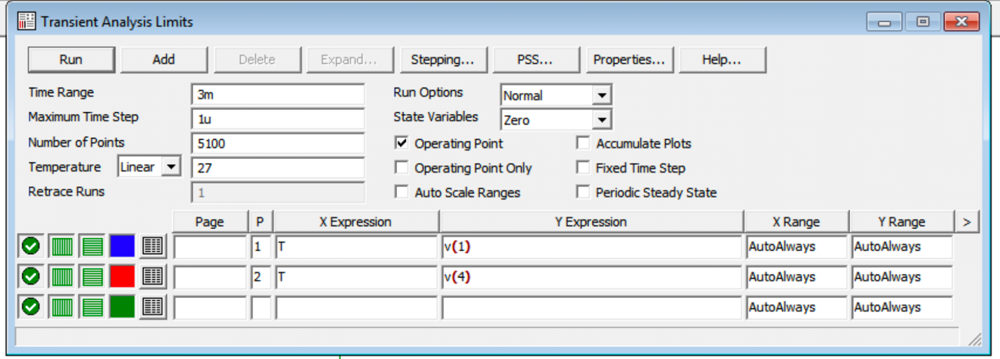 Transient Analysis Limits
Run Add Delete Expand... Stepping... PSS... Properties... Help...
Time Range 3m Run Options Normal
Maximum Time Step 1u State Variables Zero
Number of Points 5100 Operating Point Accumulate Plots
Temperature Linear 27 Operating Point Only Fixed Time Step
Retrace Runs 1 Auto Scale Ranges Periodic Steady State
Page P X Expression Y Expression X Range Y Range >
1 T v(1) AutoAlways AutoAlways
2 T v(4) AutoAlways AutoAlways
AutoAlways AutoAlways